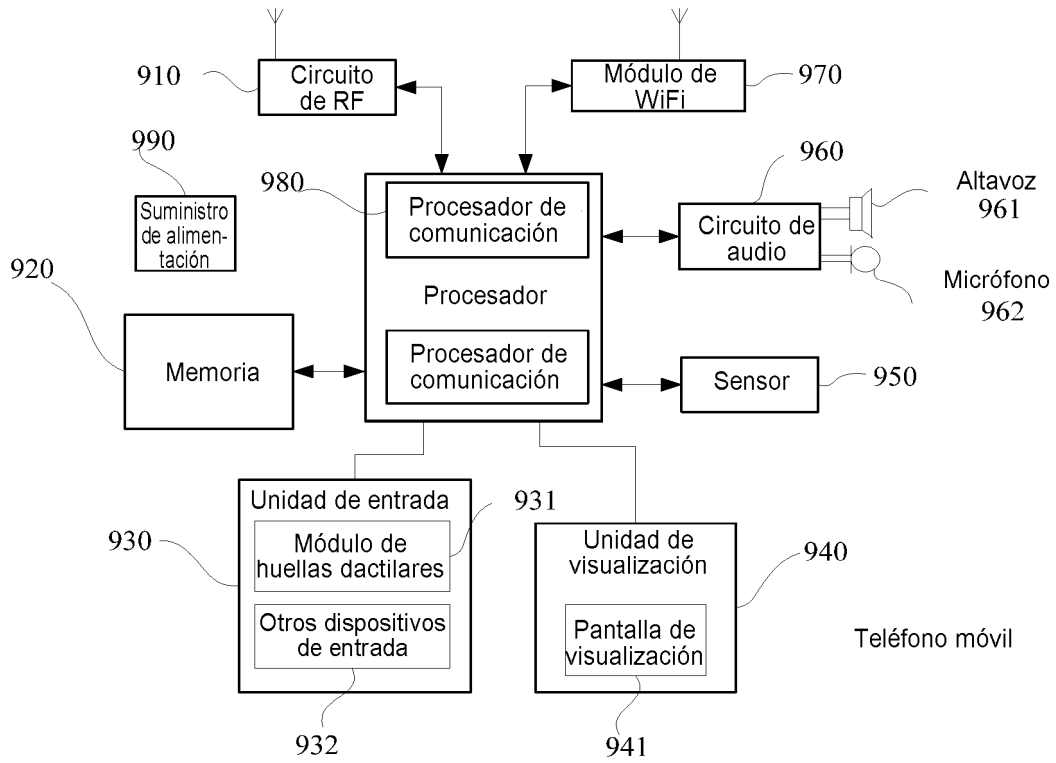 910
Circuito
de RF
Módulo de
WiFi
970
990
Suministro
de alimen-
tación
980
Procesador de
comunicación
Procesador
Procesador de
comunicación
960
Circuito de
audio
Altavoz
961
Micrófono
962
920
Memoria
Sensor
950
Unidad de entrada
931
930
Módulo de
huellas dactilares
Otros dispositivos
de entrada
932
Unidad de
visualización
940
Pantalla de
visualización
941
Teléfono móvil